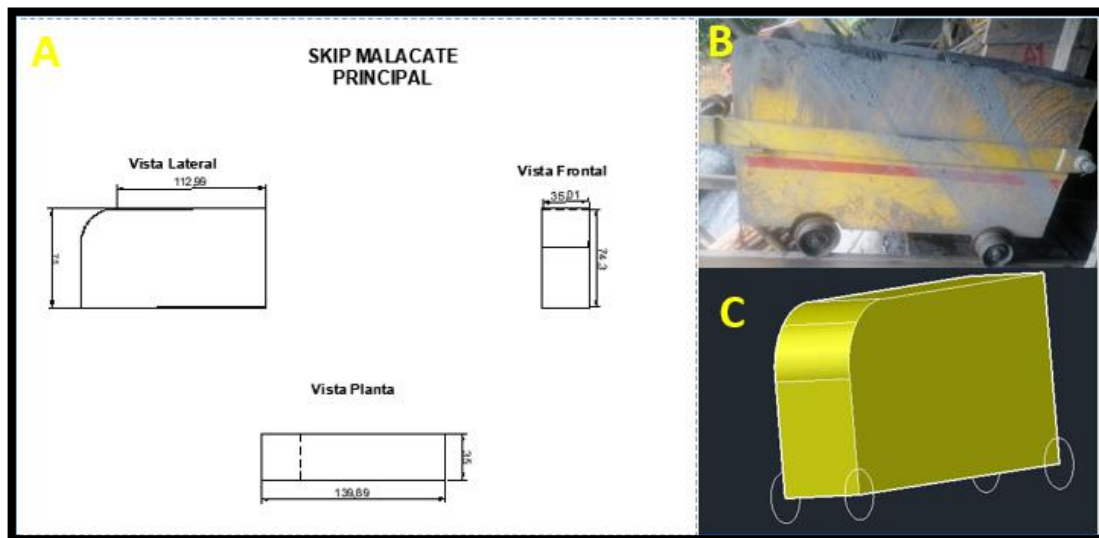 A
SKIP MALACATE
PRINCIPAL
Vista Lateral
112,99
74
Vista Frontal
35,01
74,3
Vista Planta
35
139,89
B
C